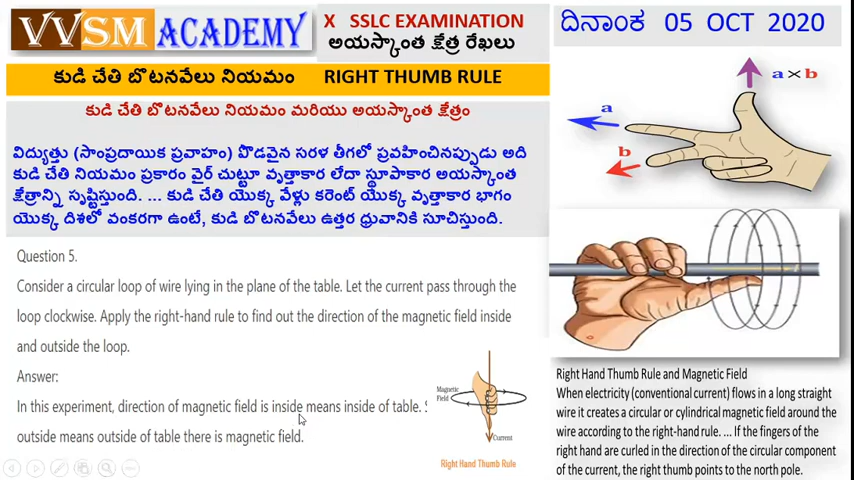 VVSM ACADEMY
X SSLC EXAMINATION
అయస్కాంత క్షేత్ర రేఖలు
ದಿನಾಂಕ 05 OCT 2020
కుడి చేతి బొటనవేలు నియమం RIGHT THUMB RULE
కుడి చేతి బొటనవేలు నియమం మరియు అయస్కాంత క్షేత్రం
విద్యుత్తు (సాంప్రదాయిక ప్రవాహం) పొడవైన సరళ తీగలో ప్రవహించినప్పుడు అది
కుడి చేతి నియమం ప్రకారం వైర్ చుట్టూ వృత్తాకార లేదా స్థూపాకార అయస్కాంత
క్షేత్రాన్ని సృష్టిస్తుంది. ... కుడి చేతి యొక్క వేళ్లు కరెంట్ యొక్క వృత్తాకార భాగం
యొక్క దిశలో వంకరగా ఉంటే, కుడి బొటనవేలు ఉత్తర ధ్రువానికి సూచిస్తుంది.
a x b
a
b
Question 5.
Consider a circular loop of wire lying in the plane of the table. Let the current pass through the
loop clockwise. Apply the right-hand rule to find out the direction of the magnetic field inside
and outside the loop.
Answer:
In this experiment, direction of magnetic field is inside means inside of table.
outside means outside of table there is magnetic field.
Magnetic
Field
Current
Right Hand Thumb Rule
Right Hand Thumb Rule and Magnetic Field
When electricity (conventional current) flows in a long straight
wire it creates a circular or cylindrical magnetic field around the
wire according to the right-hand rule. ... If the fingers of the
right hand are curled in the direction of the circular component
of the current, the right thumb points to the north pole.